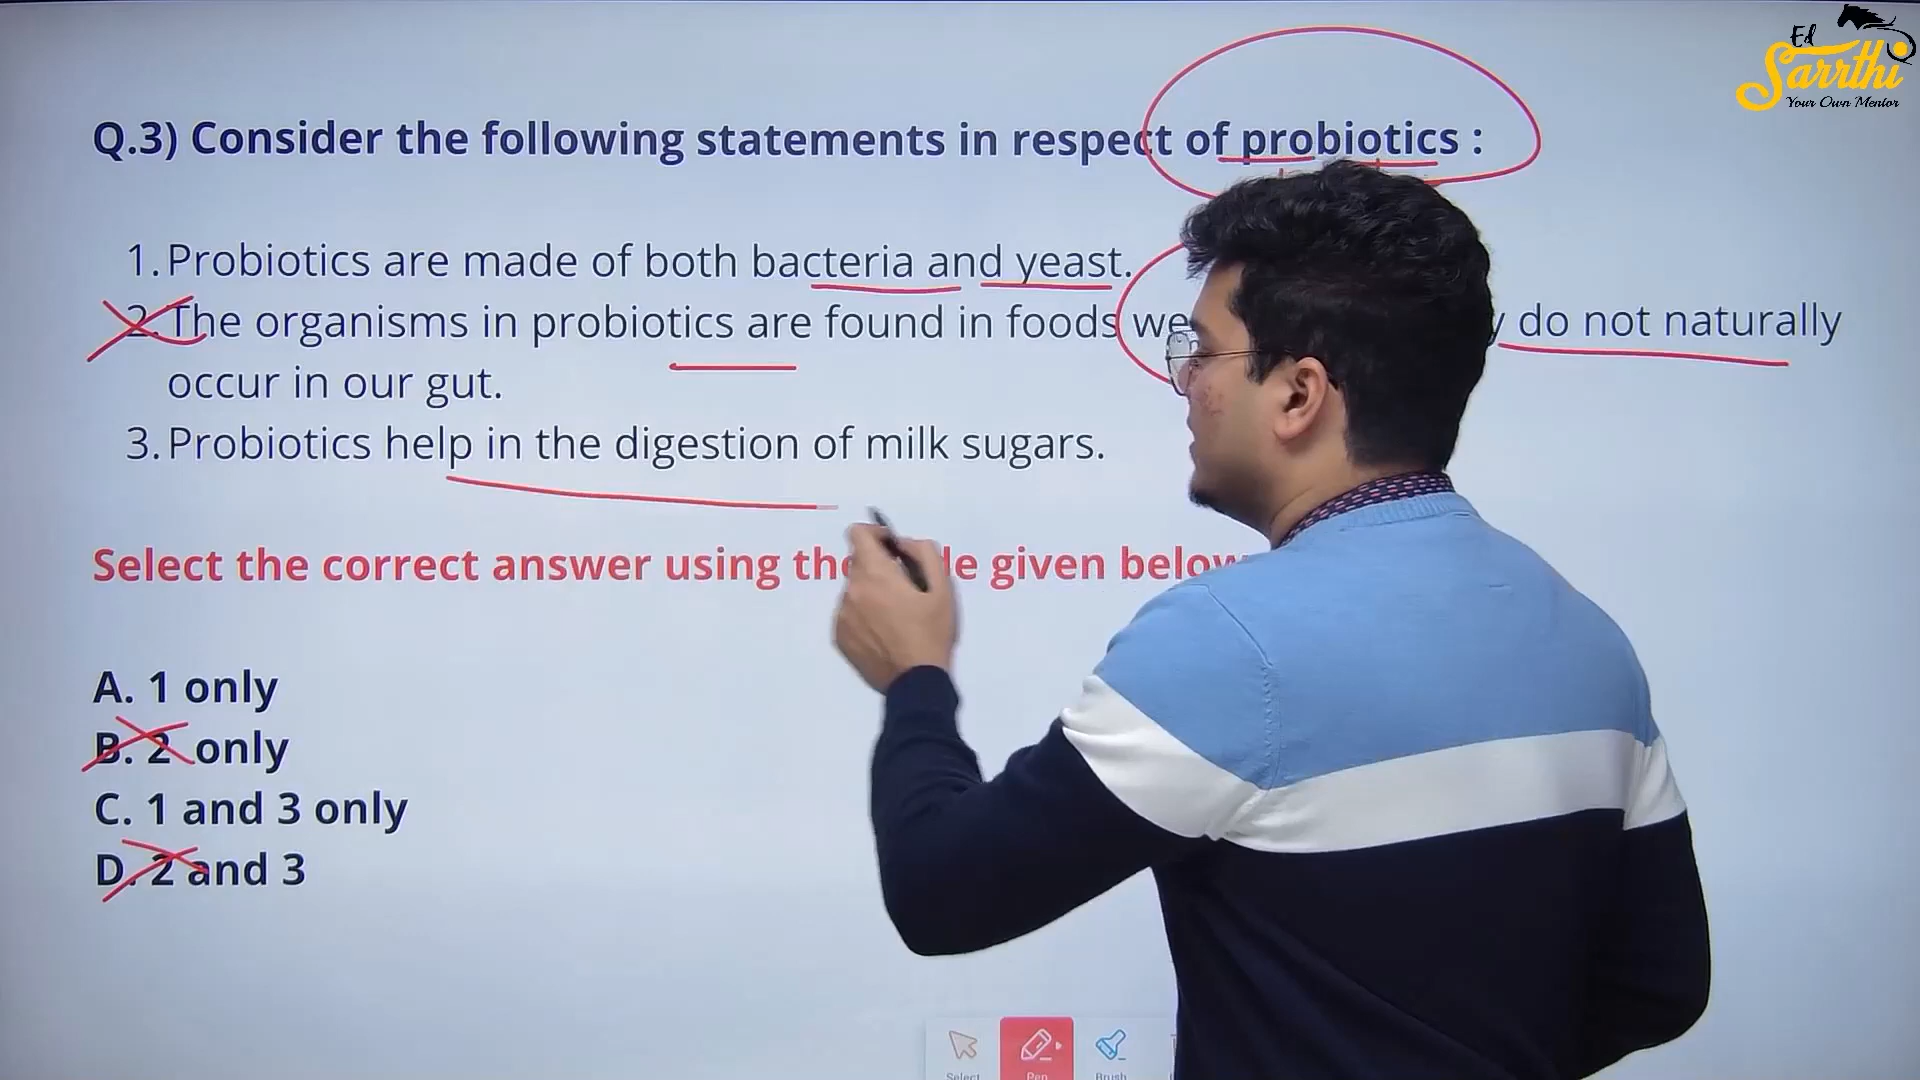 Ed
Sarrthi
Your Own Mentor
Q.3) Consider the following statements in respect of probiotics :
1. Probiotics are made of both bacteria and yeast.
2. The organisms in probiotics are found in foods do not naturally
occur in our gut.
3. Probiotics help in the digestion of milk sugars.
Select the correct answer using the given below
A. 1 only
B. 2 only
C. 1 and 3 only
D. 2 and 3
Select
Pen
Brush